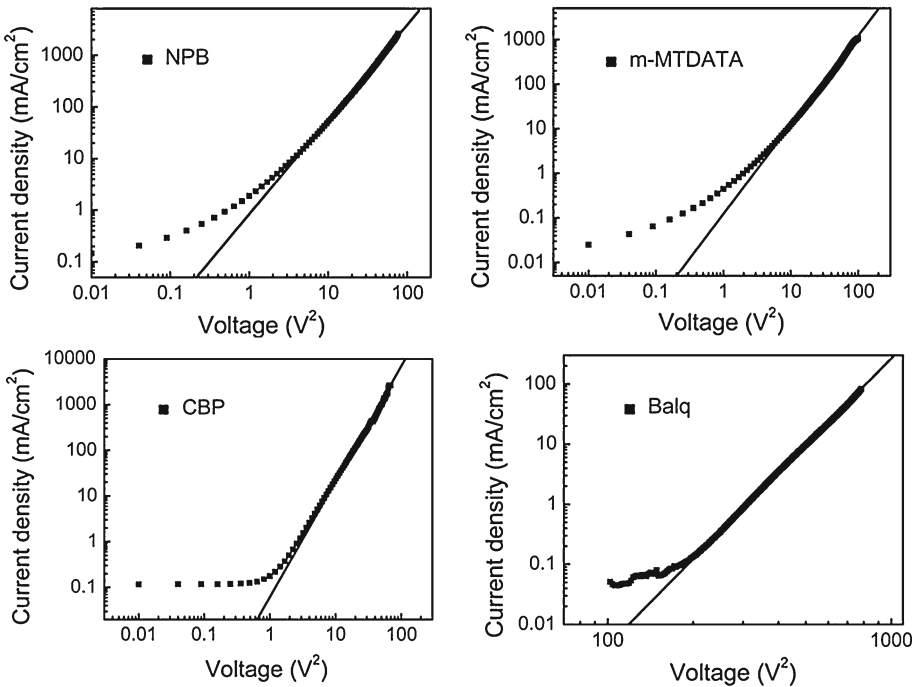 NPB
Current density (mA/cm²)
1000
100
10
1
0.1
0.01 0.1 1 10 100
Voltage (V²)
m-MTDATA
Current density (mA/cm²)
1000
100
10
1
0.1
0.01
0.01 0.1 1 10 100
Voltage (V²)
CBP
Current density (mA/cm²)
10000
1000
100
10
1
0.1
0.01 0.1 1 10 100
Voltage (V²)
Balq
Current density (mA/cm²)
100
10
1
0.1
0.01
100 1000
Voltage (V²)